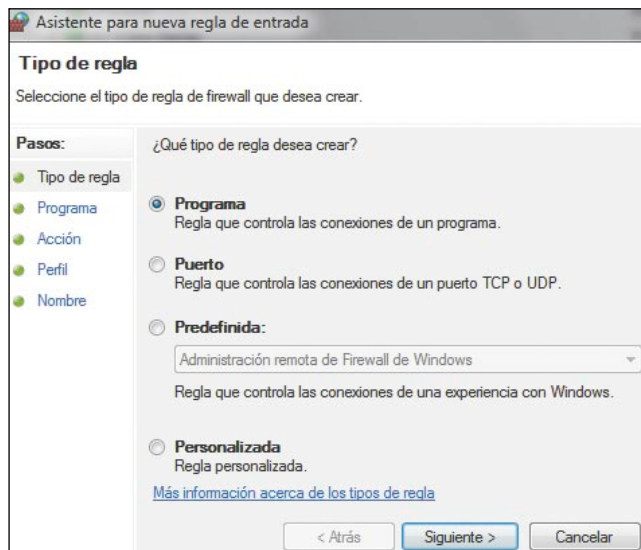 Asistente para nueva regla de entrada
Tipo de regla
Seleccione el tipo de regla de firewall que desea crear.
Pasos:
Tipo de regla
Programa
Acción
Perfil
Nombre
¿Qué tipo de regla desea crear?
Programa
Regla que controla las conexiones de un programa.
Puerto
Regla que controla las conexiones de un puerto TCP o UDP.
Predefinida:
Administración remota de Firewall de Windows
Regla que controla las conexiones de una experiencia con Windows.
Personalizada
Regla personalizada.
Más información acerca de los tipos de regla
< Atrás
Siguiente >
Cancelar